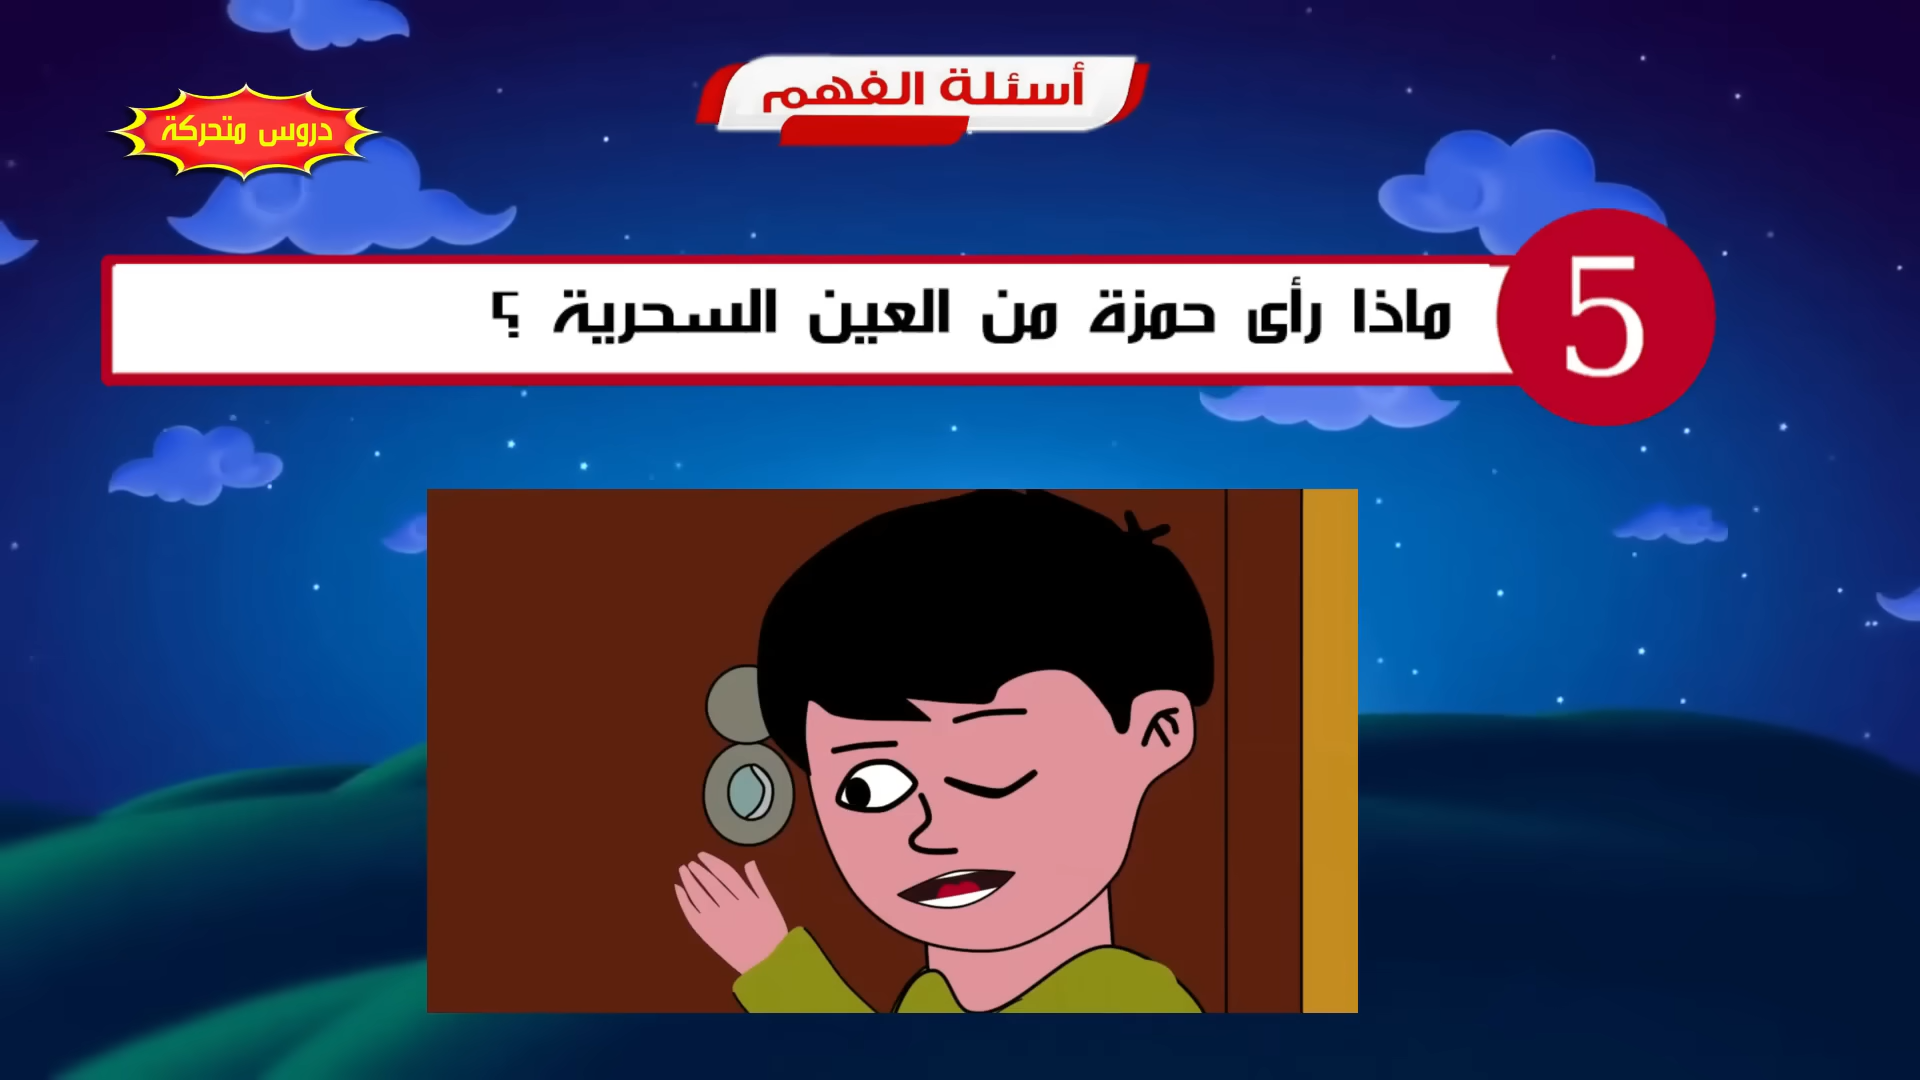 أسئلة الفهم
دروس متحركة
5
ماذا رأى حمزة من العين السحرية ؟